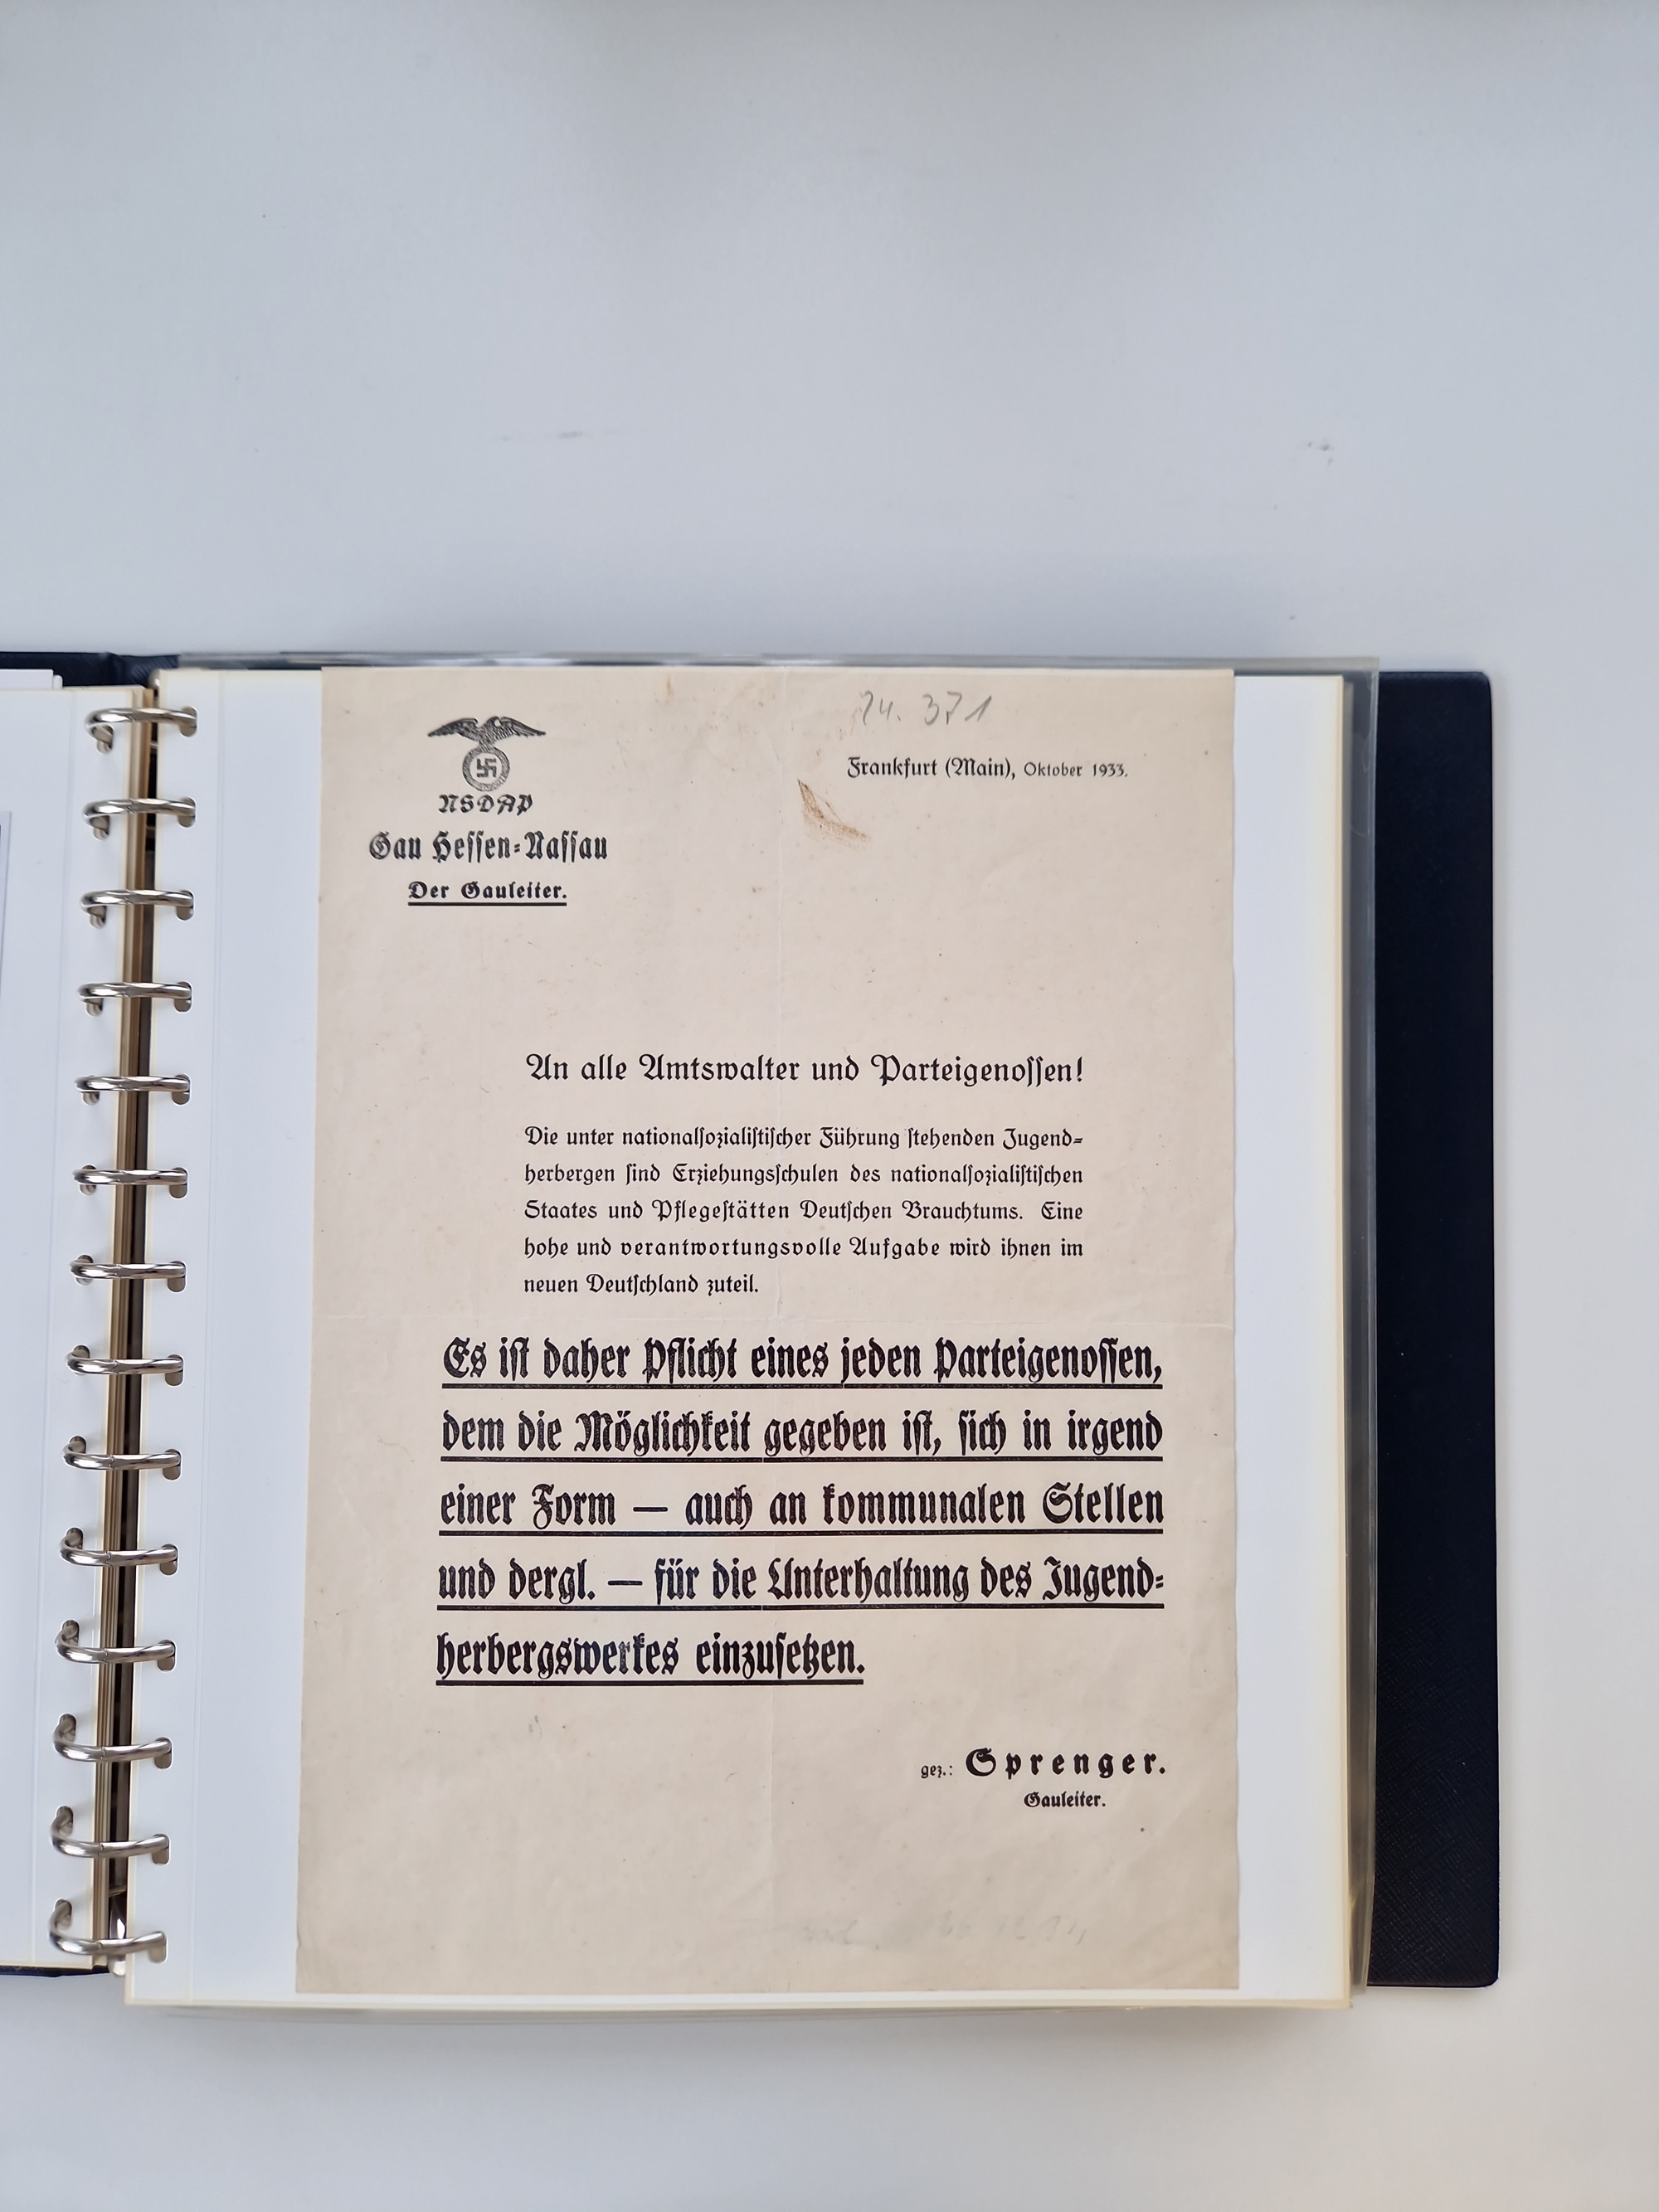 24. 371
Frankfurt (Main), Oktober 1933.
NSDAP
Gau Hessen-Nassau
Der Gauleiter.
An alle Amtswalter und Parteigenossen!
Die unter nationalsozialistischer Führung stehenden Jugend-
herbergen sind Erziehungsschulen des nationalsozialistischen
Staates und Pflegestätten Deutschen Brauchtums. Eine
hohe und verantwortungsvolle Aufgabe wird ihnen im
neuen Deutschland zuteil.
Es ist daher Pflicht eines jeden Parteigenossen,
dem die Möglichkeit gegeben ist, sich in irgend
einer Form — auch an kommunalen Stellen
und dergl. — für die Unterhaltung des Jugend-
herbergswerkes einzusetzen.
gez.: Sprenger.
Gauleiter.